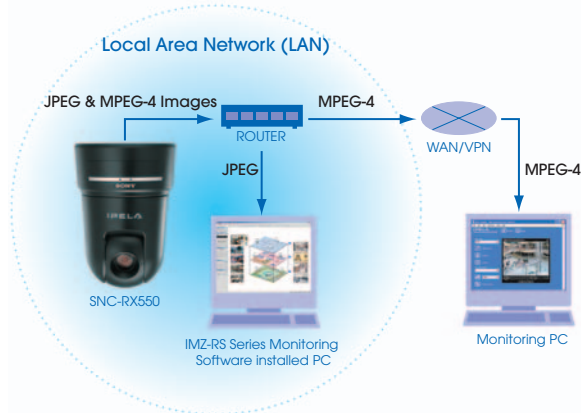 Local Area Network (LAN)
JPEG & MPEG-4 Images
MPEG-4
ROUTER
WAN/VPN
JPEG
MPEG-4
SONY
IPELA
SNC-RX550
IMZ-RS Series Monitoring
Software installed PC
Monitoring PC